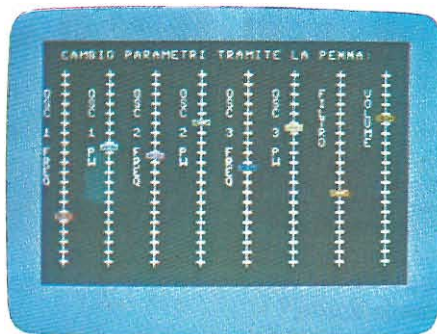 CAMBIO PARAMETRI TRAMITE LA PENNA:
OSC 1 FREQ
OSC 1 PW
OSC 2 FREQ
OSC 2 PW
OSC 3 FREQ
OSC 3 PW
FILTRO
VOLUME